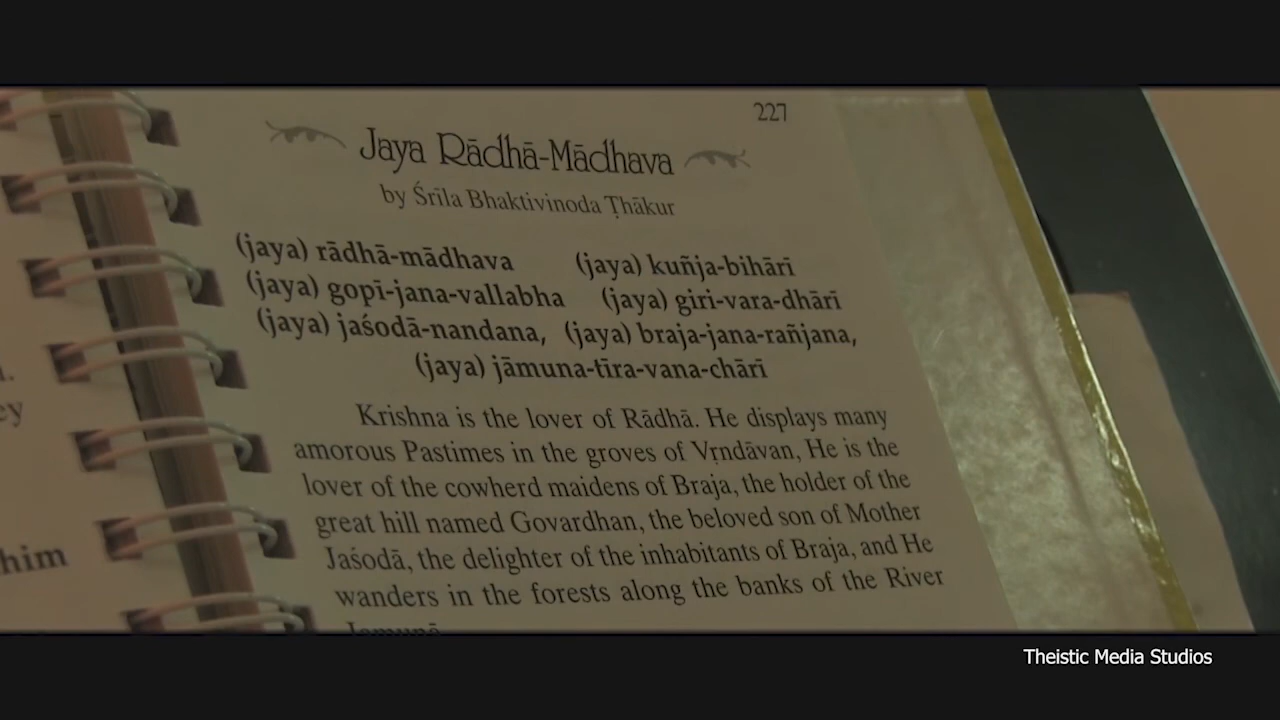 227
Jaya Rādhā-Mādhava
by Śrīla Bhaktivinoda Ṭhākur
(jaya) rādhā-mādhava (jaya) kuñja-bihārī
(jaya) gopī-jana-vallabha (jaya) giri-vara-dhārī
(jaya) jaśodā-nandana, (jaya) braja-jana-rañjana,
(jaya) jāmuna-tīra-vana-chārī
Krishna is the lover of Rādhā. He displays many
amorous Pastimes in the groves of Vṛndāvan, He is the
lover of the cowherd maidens of Braja, the holder of the
great hill named Govardhan, the beloved son of Mother
Jaśodā, the delighter of the inhabitants of Braja, and He
wanders in the forests along the banks of the River
him
Theistic Media Studios